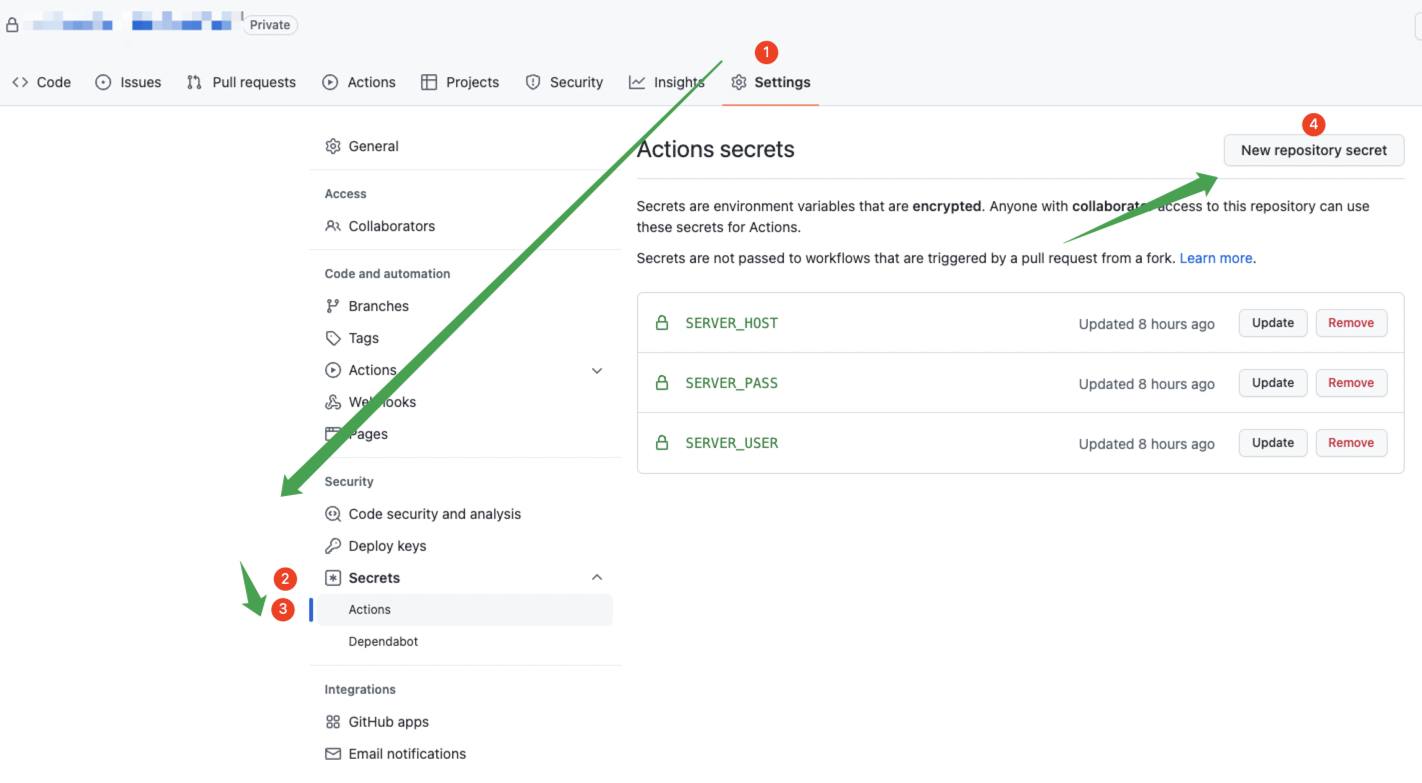 Private
1
Code Issues Pull requests Actions Projects Security Insights Settings
General
Access
Collaborators
Code and automation
Branches
Tags
Actions
Webhooks
Pages
Security
Code security and analysis
Deploy keys
2 Secrets
3 Actions
Dependabot
Integrations
GitHub apps
Email notifications
4
Actions secrets New repository secret
Secrets are environment variables that are encrypted. Anyone with collaborator access to this repository can use
these secrets for Actions.
Secrets are not passed to workflows that are triggered by a pull request from a fork. Learn more.
SERVER_HOST Updated 8 hours ago Update Remove
SERVER_PASS Updated 8 hours ago Update Remove
SERVER_USER Updated 8 hours ago Update Remove